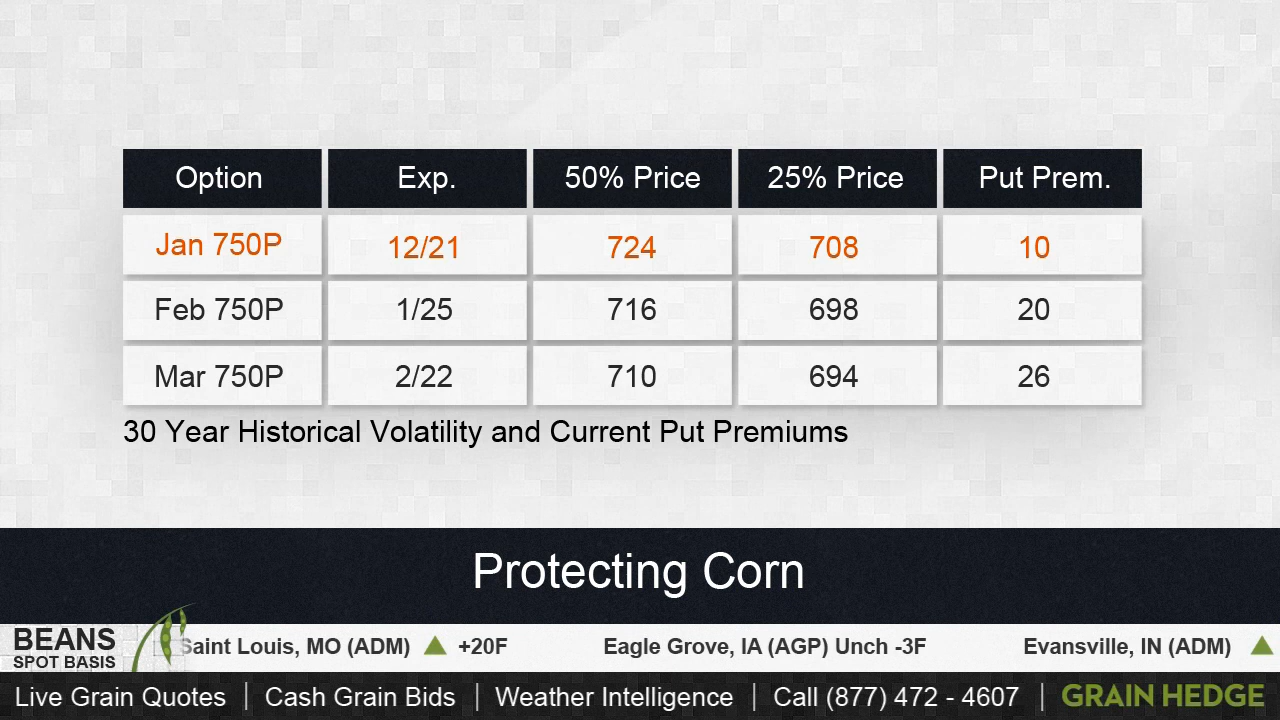 Option Exp. 50% Price 25% Price Put Prem.
Jan 750P 12/21 724 708 10
Feb 750P 1/25 716 698 20
Mar 750P 2/22 710 694 26
30 Year Historical Volatility and Current Put Premiums
Protecting Corn
BEANS
SPOT BASIS
Saint Louis, MO (ADM) ▲ +20F Eagle Grove, IA (AGP) Unch -3F Evansville, IN (ADM) ▲
Live Grain Quotes | Cash Grain Bids | Weather Intelligence | Call (877) 472 - 4607 | GRAIN HEDGE